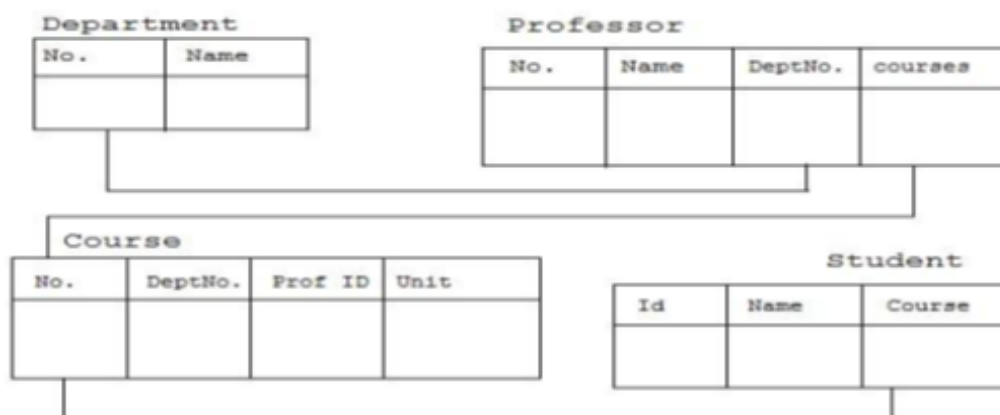 Department
No. Name
Professor
No. Name DeptNo. courses
Course
No. DeptNo. Prof ID Unit
Student
Id Name Course